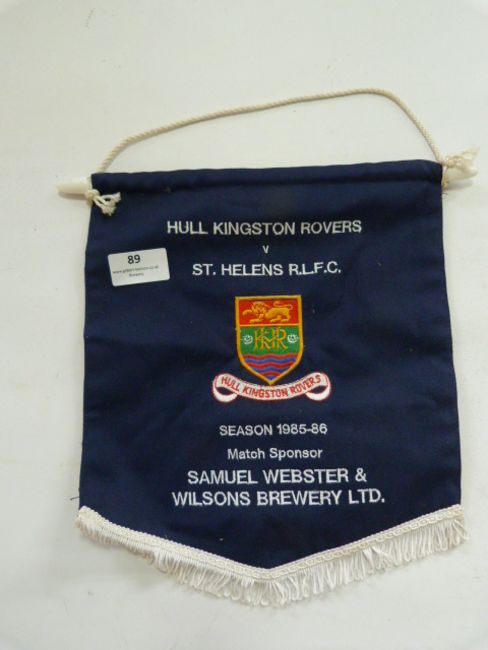 HULL KINGSTON ROVERS
v
ST. HELENS R.L.F.C.
89
HKR
HULL KINGSTON ROVERS
SEASON 1985-86
Match Sponsor
SAMUEL WEBSTER &
WILSONS BREWERY LTD.